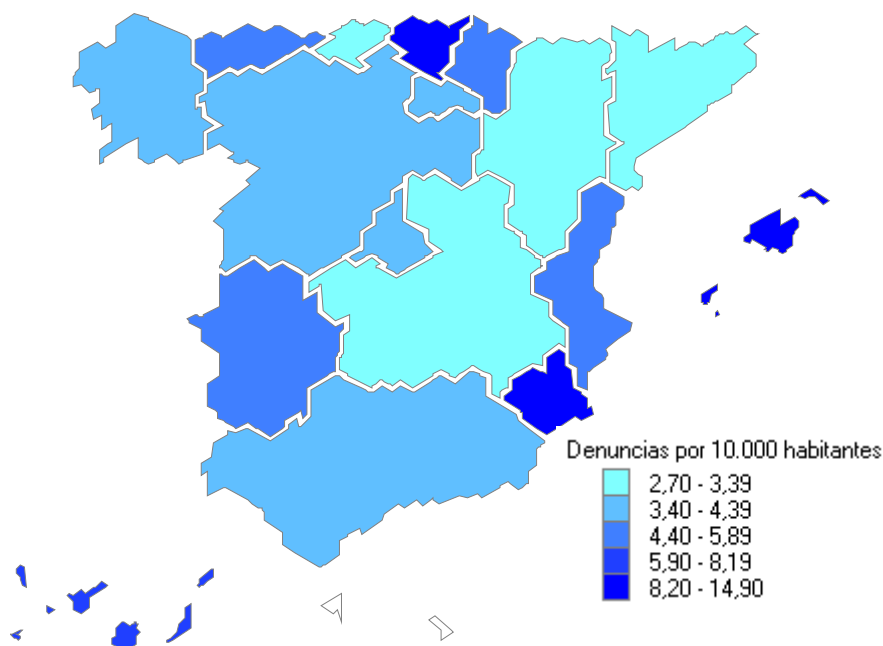 Denuncias por 10.000 habitantes
2,70 - 3,39
3,40 - 4,39
4,40 - 5,89
5,90 - 8,19
8,20 - 14,90